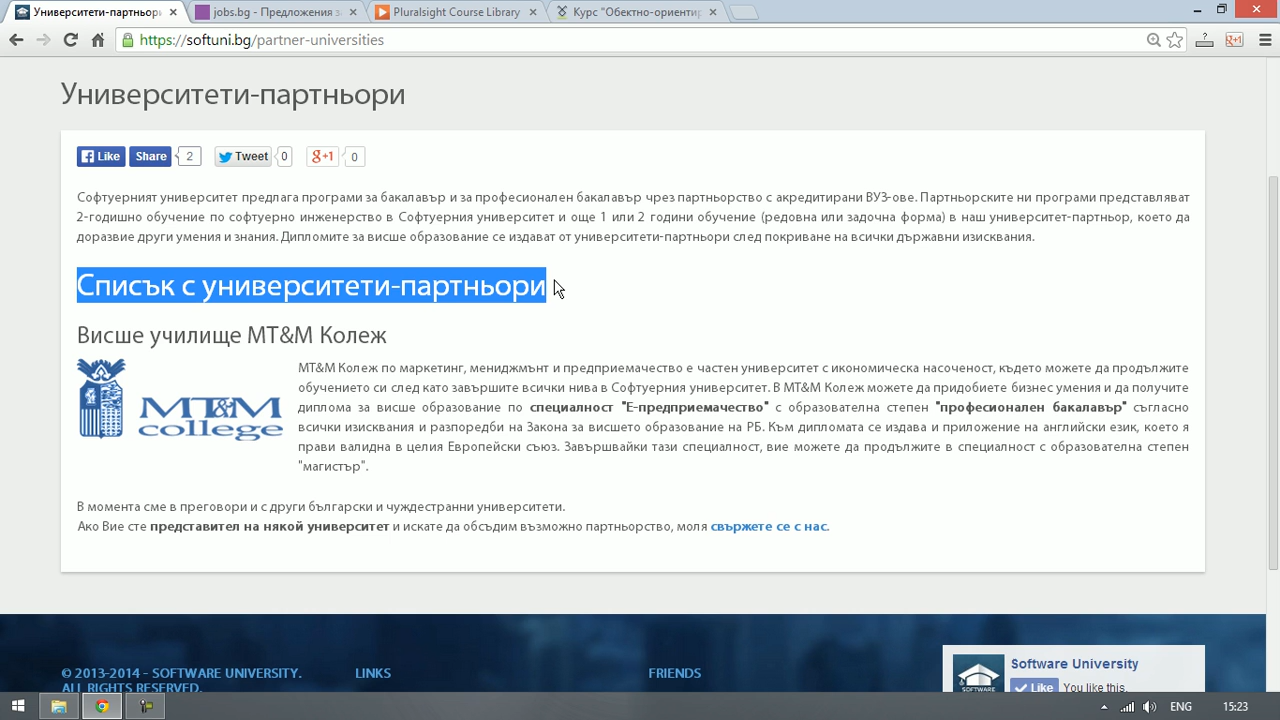 Университети-партньори
jobs.bg - Предложения за
Pluralsight Course Library
Курс "Обектно-ориентир
https://softuni.bg/partner-universities
Университети-партньори
Like Share 2 Tweet 0 g+1 0
Софтуерният университет предлага програми за бакалавър и за професионален бакалавър чрез партньорство с акредитирани ВУЗ-ове. Партньорските ни програми представляват
2-годишно обучение по софтуерно инженерство в Софтуерния университет и още 1 или 2 години обучение (редовна или задочна форма) в наш университет-партньор, което да
доразвие други умения и знания. Дипломите за висше образование се издават от университети-партньори след покриване на всички държавни изисквания.
Списък с университети-партньори
Висше училище МТ&М Колеж
MT&M
college
МТ&М Колеж по маркетинг, мениджмънт и предприемачество е частен университет с икономическа насоченост, където можете да продължите
обучението си след като завършите всички нива в Софтуерния университет. В МТ&М Колеж можете да придобиете бизнес умения и да получите
диплома за висше образование по специалност "Е-предприемачество" с образователна степен "професионален бакалавър" съгласно
всички изисквания и разпоредби на Закона за висшето образование на РБ. Към дипломата се издава и приложение на английски език, което я
прави валидна в целия Европейски съюз. Завършвайки тази специалност, вие можете да продължите в специалност с образователна степен
"магистър".
В момента сме в преговори и с други български и чуждестранни университети.
Ако Вие сте представител на някой университет и искате да обсъдим възможно партньорство, моля свържете се с нас.
© 2013-2014 - SOFTWARE UNIVERSITY.
ALL RIGHTS RESERVED.
LINKS
FRIENDS
SOFTWARE
Software University
Like You like this.
ENG 15:23